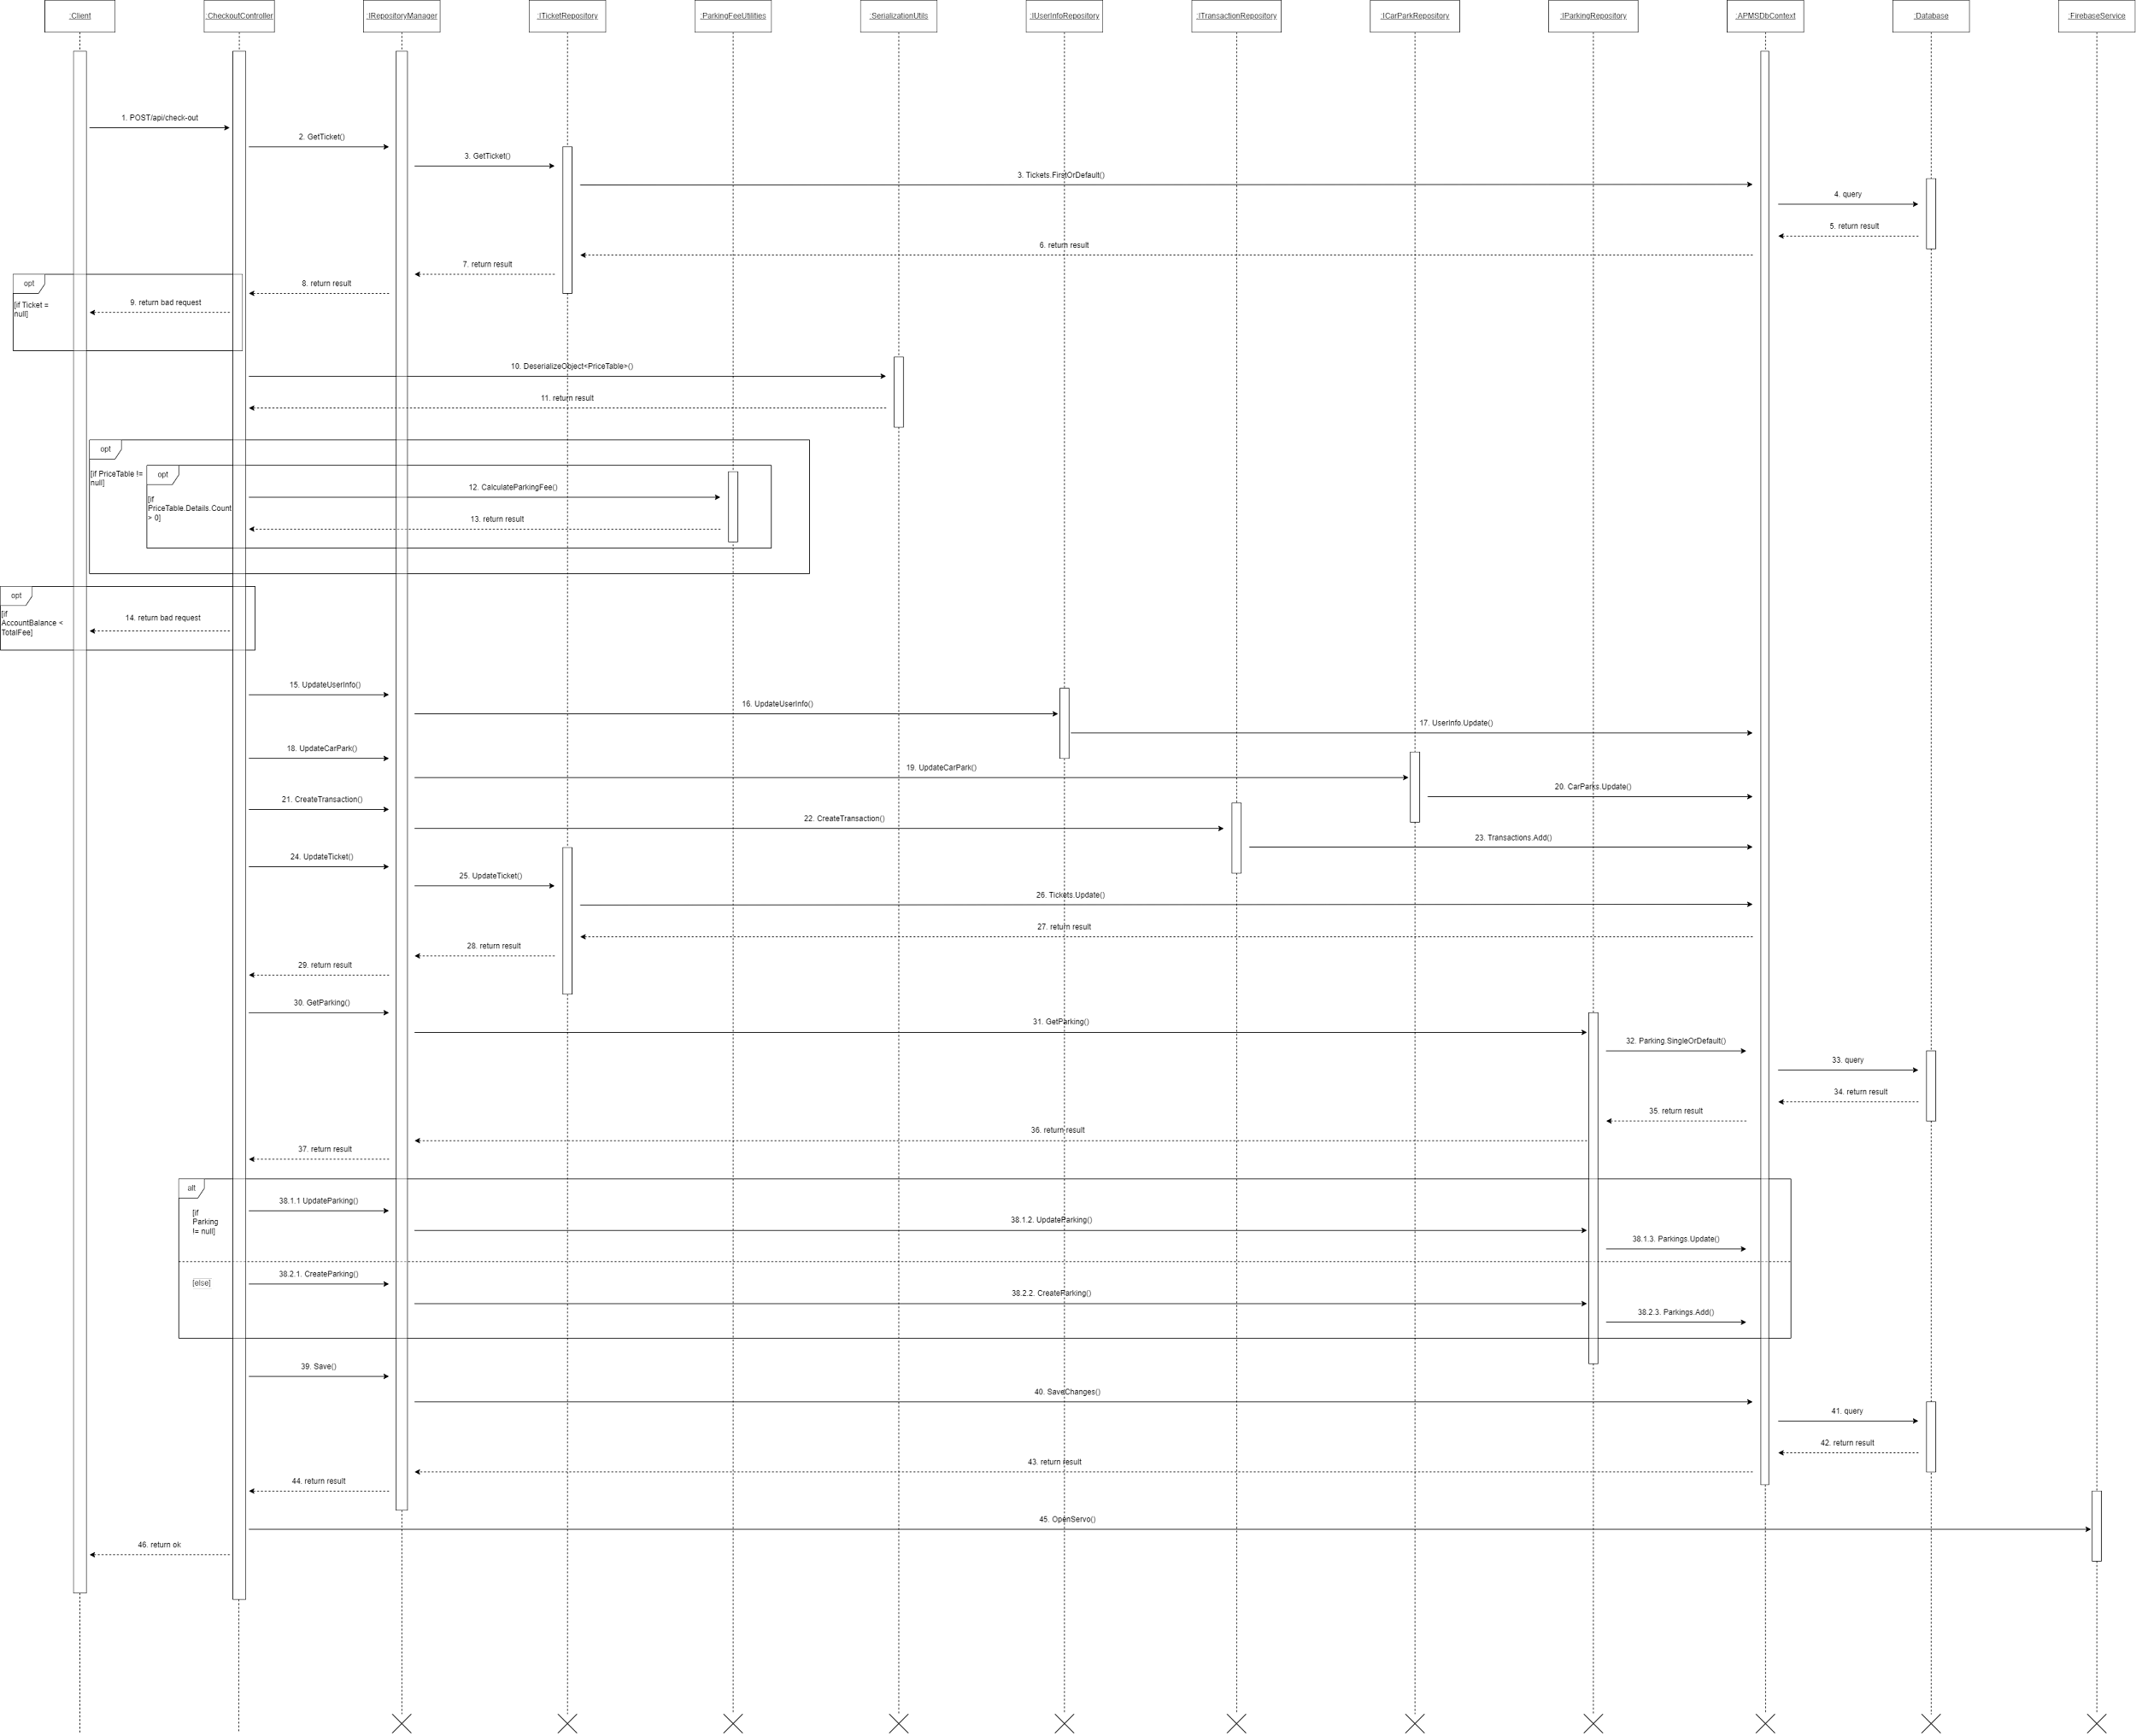 :Client
:CheckoutController
:IRepositoryManager
:ITicketRepository
:ParkingFeeUtilities
:SerializationUtils
:IUserInfoRepository
:ITransactionRepository
:ICarParkRepository
:IParkingRepository
:APMSDbContext
:Database
:FirebaseService
1. POST/api/check-out
2. GetTicket()
3. GetTicket()
3. Tickets.FirstOrDefault()
4. query
5. return result
6. return result
7. return result
8. return result
opt
[if Ticket =
null]
9. return bad request
10. DeserializeObject<PriceTable>()
11. return result
opt
[if PriceTable !=
null]
opt
[if
PriceTable.Details.Count
> 0]
12. CalculateParkingFee()
13. return result
opt
[if
AccountBalance <
TotalFee]
14. return bad request
15. UpdateUserInfo()
16. UpdateUserInfo()
17. UserInfo.Update()
18. UpdateCarPark()
19. UpdateCarPark()
20. CarParks.Update()
21. CreateTransaction()
22. CreateTransaction()
23. Transactions.Add()
24. UpdateTicket()
25. UpdateTicket()
26. Tickets.Update()
27. return result
28. return result
29. return result
30. GetParking()
31. GetParking()
32. Parking.SingleOrDefault()
33. query
34. return result
35. return result
36. return result
37. return result
alt
[if
Parking
!= null]
38.1.1 UpdateParking()
38.1.2. UpdateParking()
38.1.3. Parkings.Update()
[else]
38.2.1. CreateParking()
38.2.2. CreateParking()
38.2.3. Parkings.Add()
39. Save()
40. SaveChanges()
41. query
42. return result
43. return result
44. return result
45. OpenServo()
46. return ok